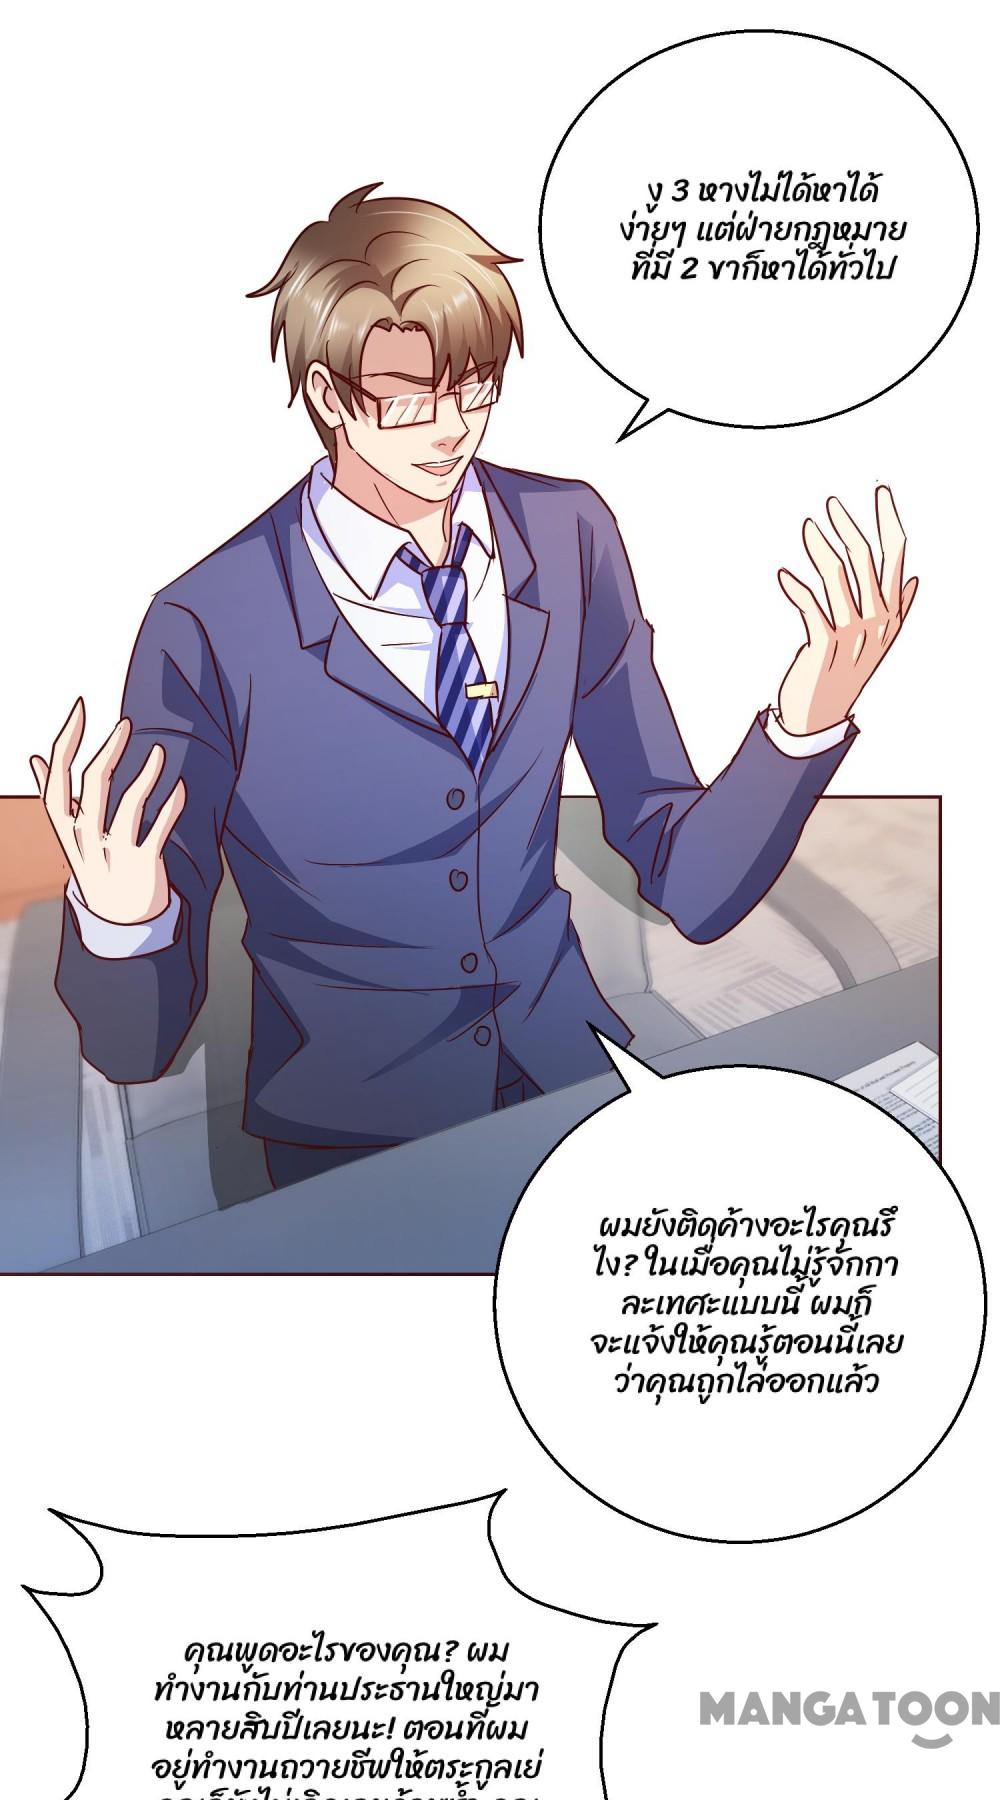 งู 3 หางไม่ได้หาได้
ง่ายๆ แต่ฝ่ายกฎหมาย
ที่มี 2 ขาก็หาได้ทั่วไป
ผมยังติดค้างอะไรคุณรึ
ไง? ในเมื่อคุณไม่รู้จักกา
ละเทศะแบบนี้ ผมก็
จะแจ้งให้คุณรู้ตอนนี้เลย
ว่าคุณถูกไล่ออกแล้ว
คุณพูดอะไรของคุณ? ผม
ทำงานกับท่านประธานใหญ่มา
หลายสิบปีเลยนะ! ตอนที่ผม
อยู่ทำงานถวายชีพให้ตระกูลเย่
MANGATOON